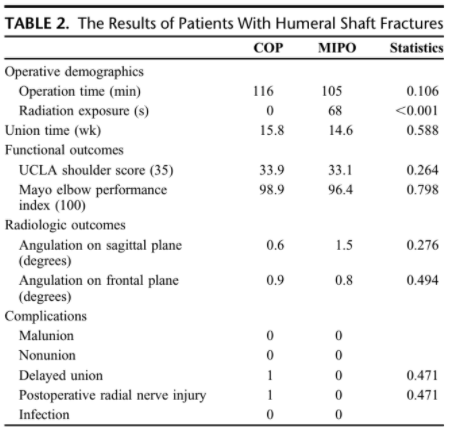 TABLE 2. The Results of Patients With Humeral Shaft Fractures
COP MIPO Statistics
Operative demographics
Operation time (min) 116 105 0.106
Radiation exposure (s) 0 68 <0.001
Union time (wk) 15.8 14.6 0.588
Functional outcomes
UCLA shoulder score (35) 33.9 33.1 0.264
Mayo elbow performance 98.9 96.4 0.798
index (100)
Radiologic outcomes
Angulation on sagittal plane 0.6 1.5 0.276
(degrees)
Angulation on frontal plane 0.9 0.8 0.494
(degrees)
Complications
Malunion 0 0
Nonunion 0 0
Delayed union 1 0 0.471
Postoperative radial nerve injury 1 0 0.471
Infection 0 0